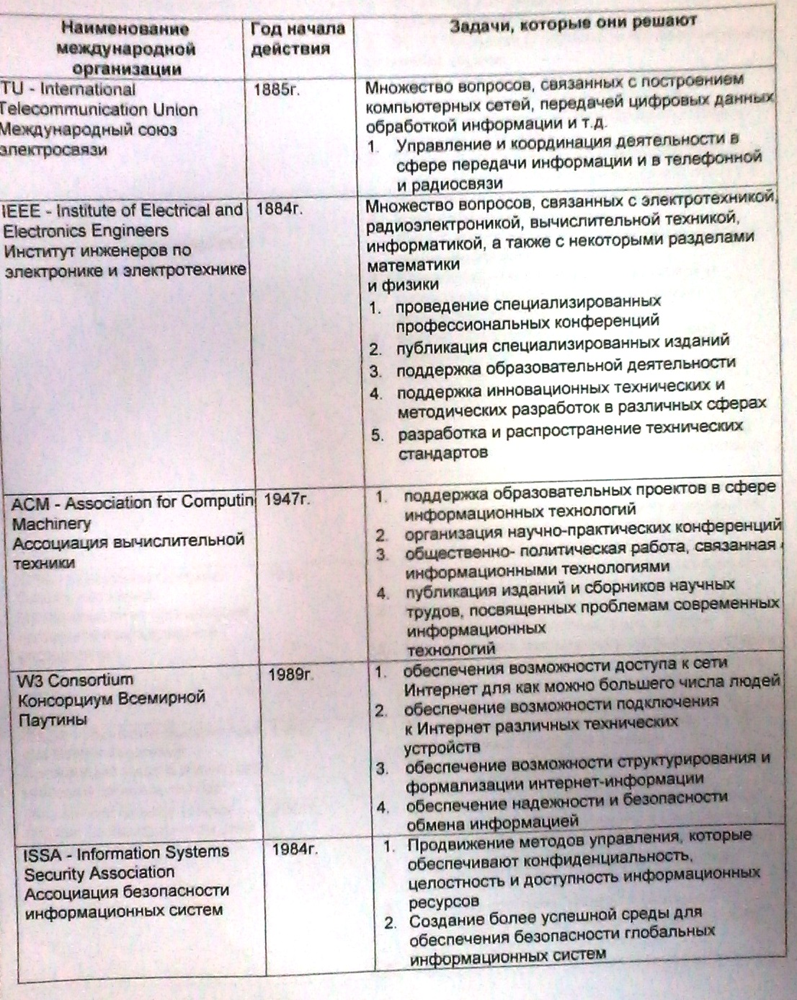 Наименование
международной
организации
Год начала
действия
Задачи, которые они решают
TU - International
Telecommunication Union
Международный союз
электросвязи
1885г.
Множество вопросов, связанных с построением
компьютерных сетей, передачей цифровых данных
обработкой информации и т.д.
1. Управление и координация деятельности в
сфере передачи информации и в телефонной
и радиосвязи
IEEE - Institute of Electrical and
Electronics Engineers
Институт инженеров по
электронике и электротехнике
1884г.
Множество вопросов, связанных с электротехникой,
радиоэлектроникой, вычислительной техникой,
информатикой, а также с некоторыми разделами
математики
и физики
1. проведение специализированных
профессиональных конференций
2. публикация специализированных изданий
3. поддержка образовательной деятельности
4. поддержка инновационных технических и
методических разработок в различных сферах
5. разработка и распространение технических
стандартов
ACM - Association for Computin
Machinery
Ассоциация вычислительной
техники
1947г.
1. поддержка образовательных проектов в сфере
информационных технологий
2. организация научно-практических конференций
3. общественно- политическая работа, связанная
информационными технологиями
4. публикация изданий и сборников научных
трудов, посвященных проблемам современных
информационных
технологий
W3 Consortium
Консорциум Всемирной
Паутины
1989г.
1. обеспечения возможности доступа к сети
Интернет для как можно большего числа людей
2. обеспечение возможности подключения
к Интернет различных технических
устройств
3. обеспечение возможности структурирования и
формализации интернет-информации
4. обеспечение надежности и безопасности
обмена информацией
ISSA - Information Systems
Security Association
Ассоциация безопасности
информационных систем
1984г.
1. Продвижение методов управления, которые
обеспечивают конфиденциальность,
целостность и доступность информационных
ресурсов
2. Создание более успешной среды для
обеспечения безопасности глобальных
информационных систем